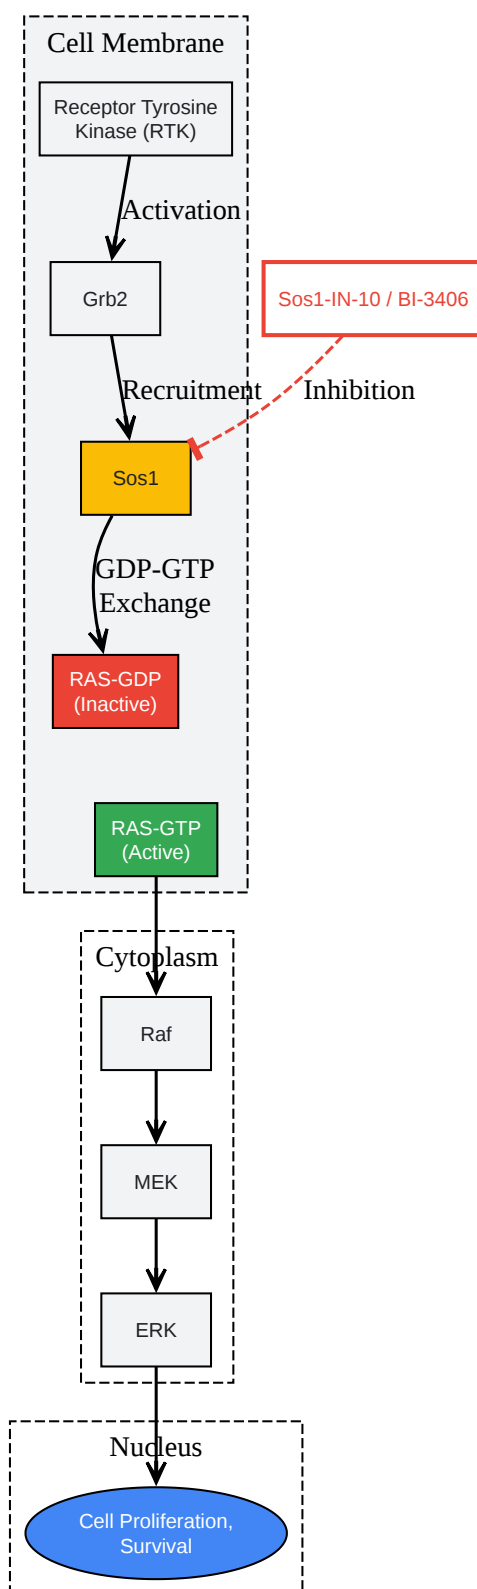 Cell Membrane
Receptor Tyrosine
Kinase (RTK)
Activation
Grb2
Sos1-IN-10 / BI-3406
Recruitment
Inhibition
Sos1
GDP-GTP
Exchange
RAS-GDP
(Inactive)
RAS-GTP
(Active)
Cytoplasm
Raf
MEK
ERK
Nucleus
Cell Proliferation,
Survival